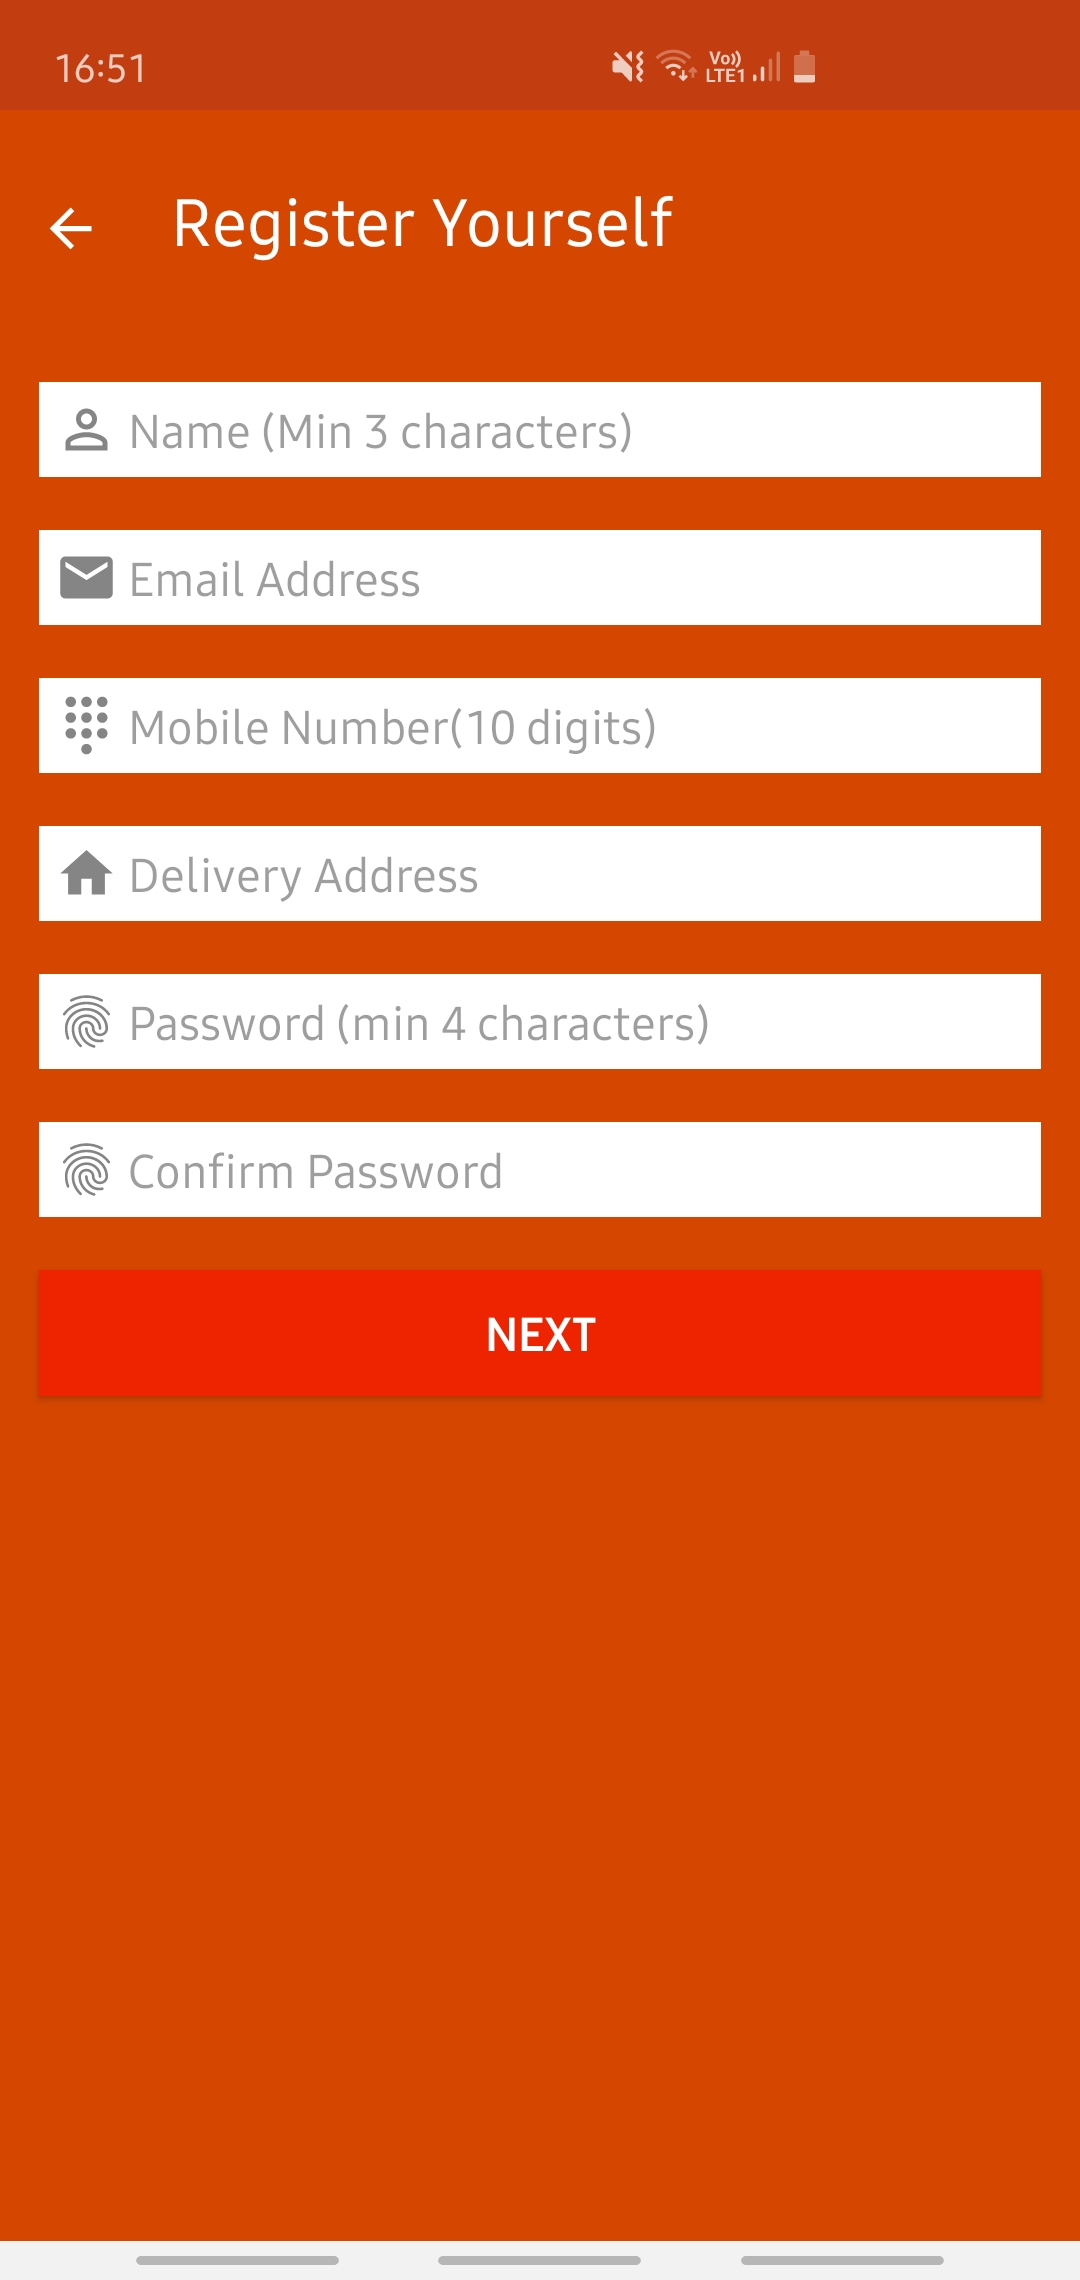 16:51
Vo))
LTE1
Register Yourself
Name (Min 3 characters)
Email Address
Mobile Number(10 digits)
Delivery Address
Password (min 4 characters)
Confirm Password
NEXT